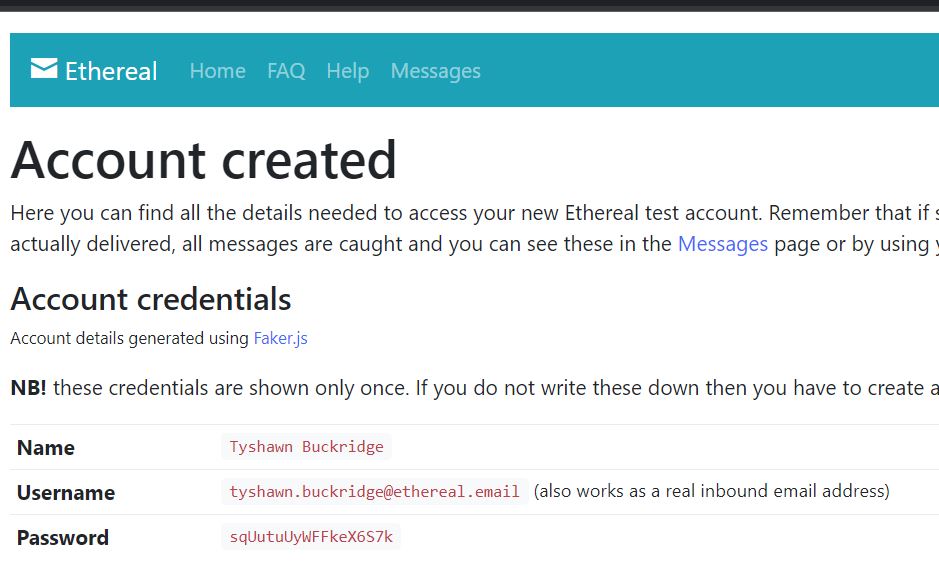 Ethereal Home FAQ Help Messages
Account created
Here you can find all the details needed to access your new Ethereal test account. Remember that if
actually delivered, all messages are caught and you can see these in the Messages page or by using
Account credentials
Account details generated using Faker.js
NB! these credentials are shown only once. If you do not write these down then you have to create a
Name Tyshawn Buckridge
Username tyshawn.buckridge@ethereal.email (also works as a real inbound email address)
Password sqUutuUyWFFkeX6S7k